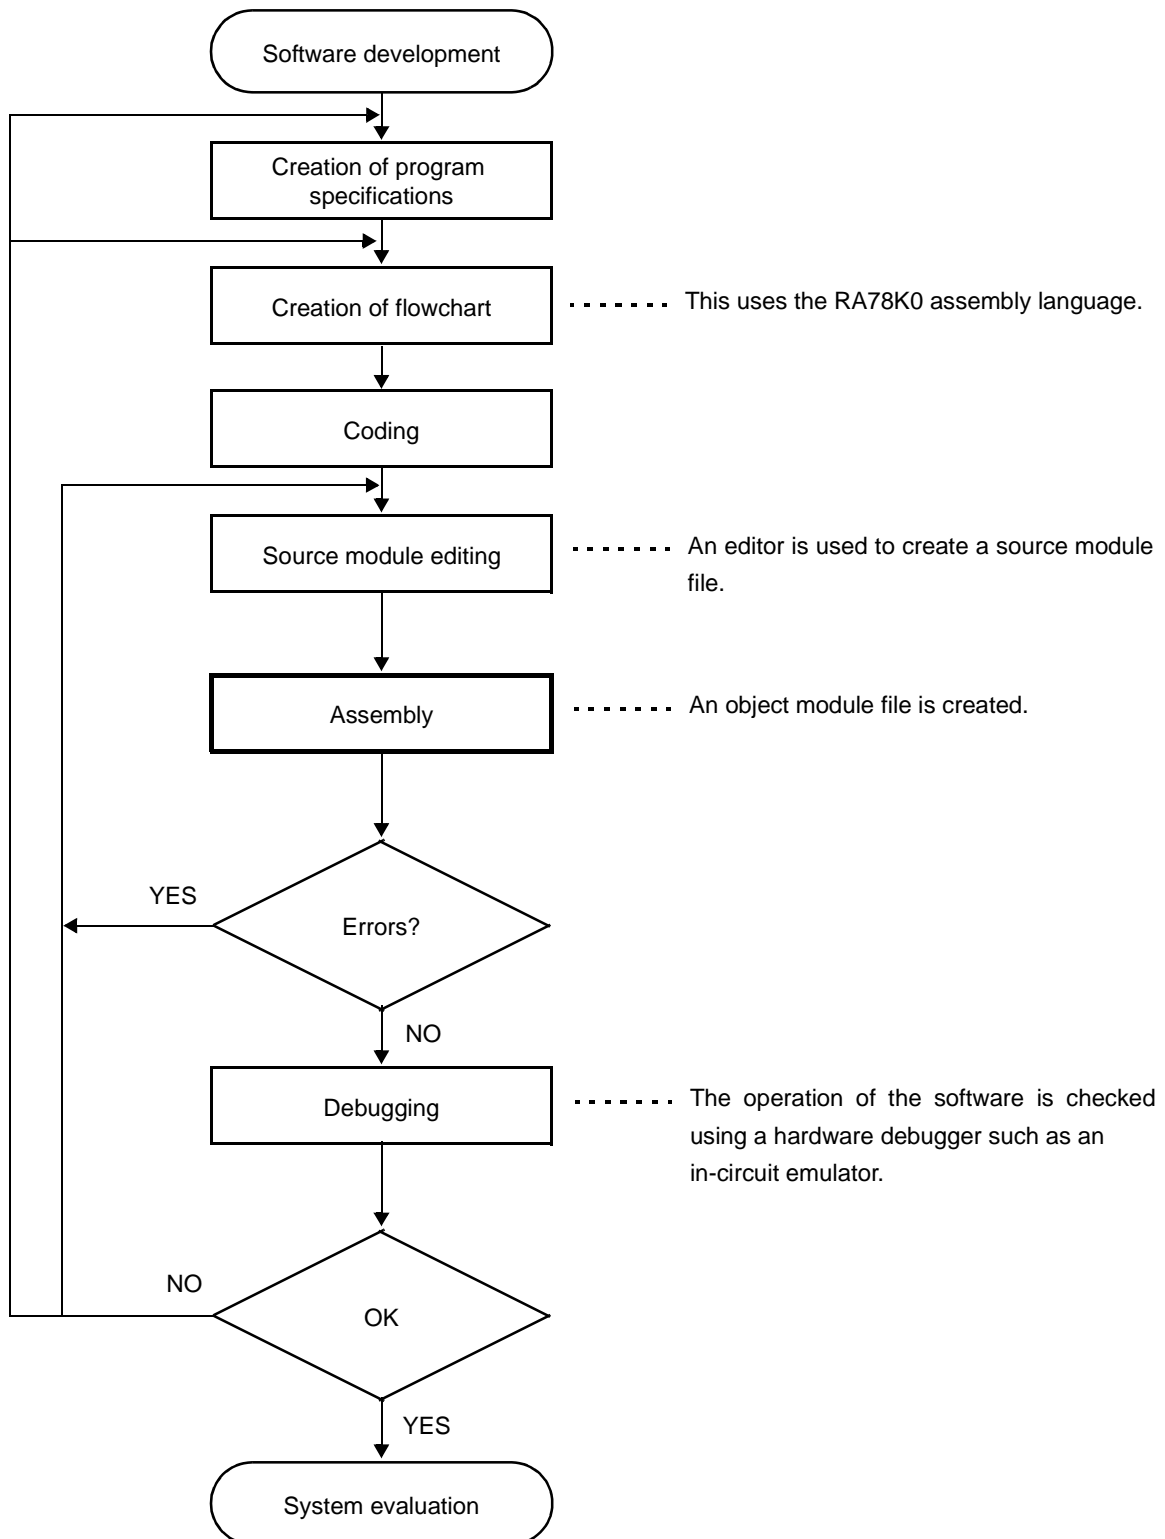 Software development
Creation of program
specifications
Creation of flowchart
This uses the RA78K0 assembly language.
Coding
Source module editing
An editor is used to create a source module
file.
Assembly
An object module file is created.
YES
Errors?
NO
Debugging
The operation of the software is checked
using a hardware debugger such as an
in-circuit emulator.
NO
OK
YES
System evaluation